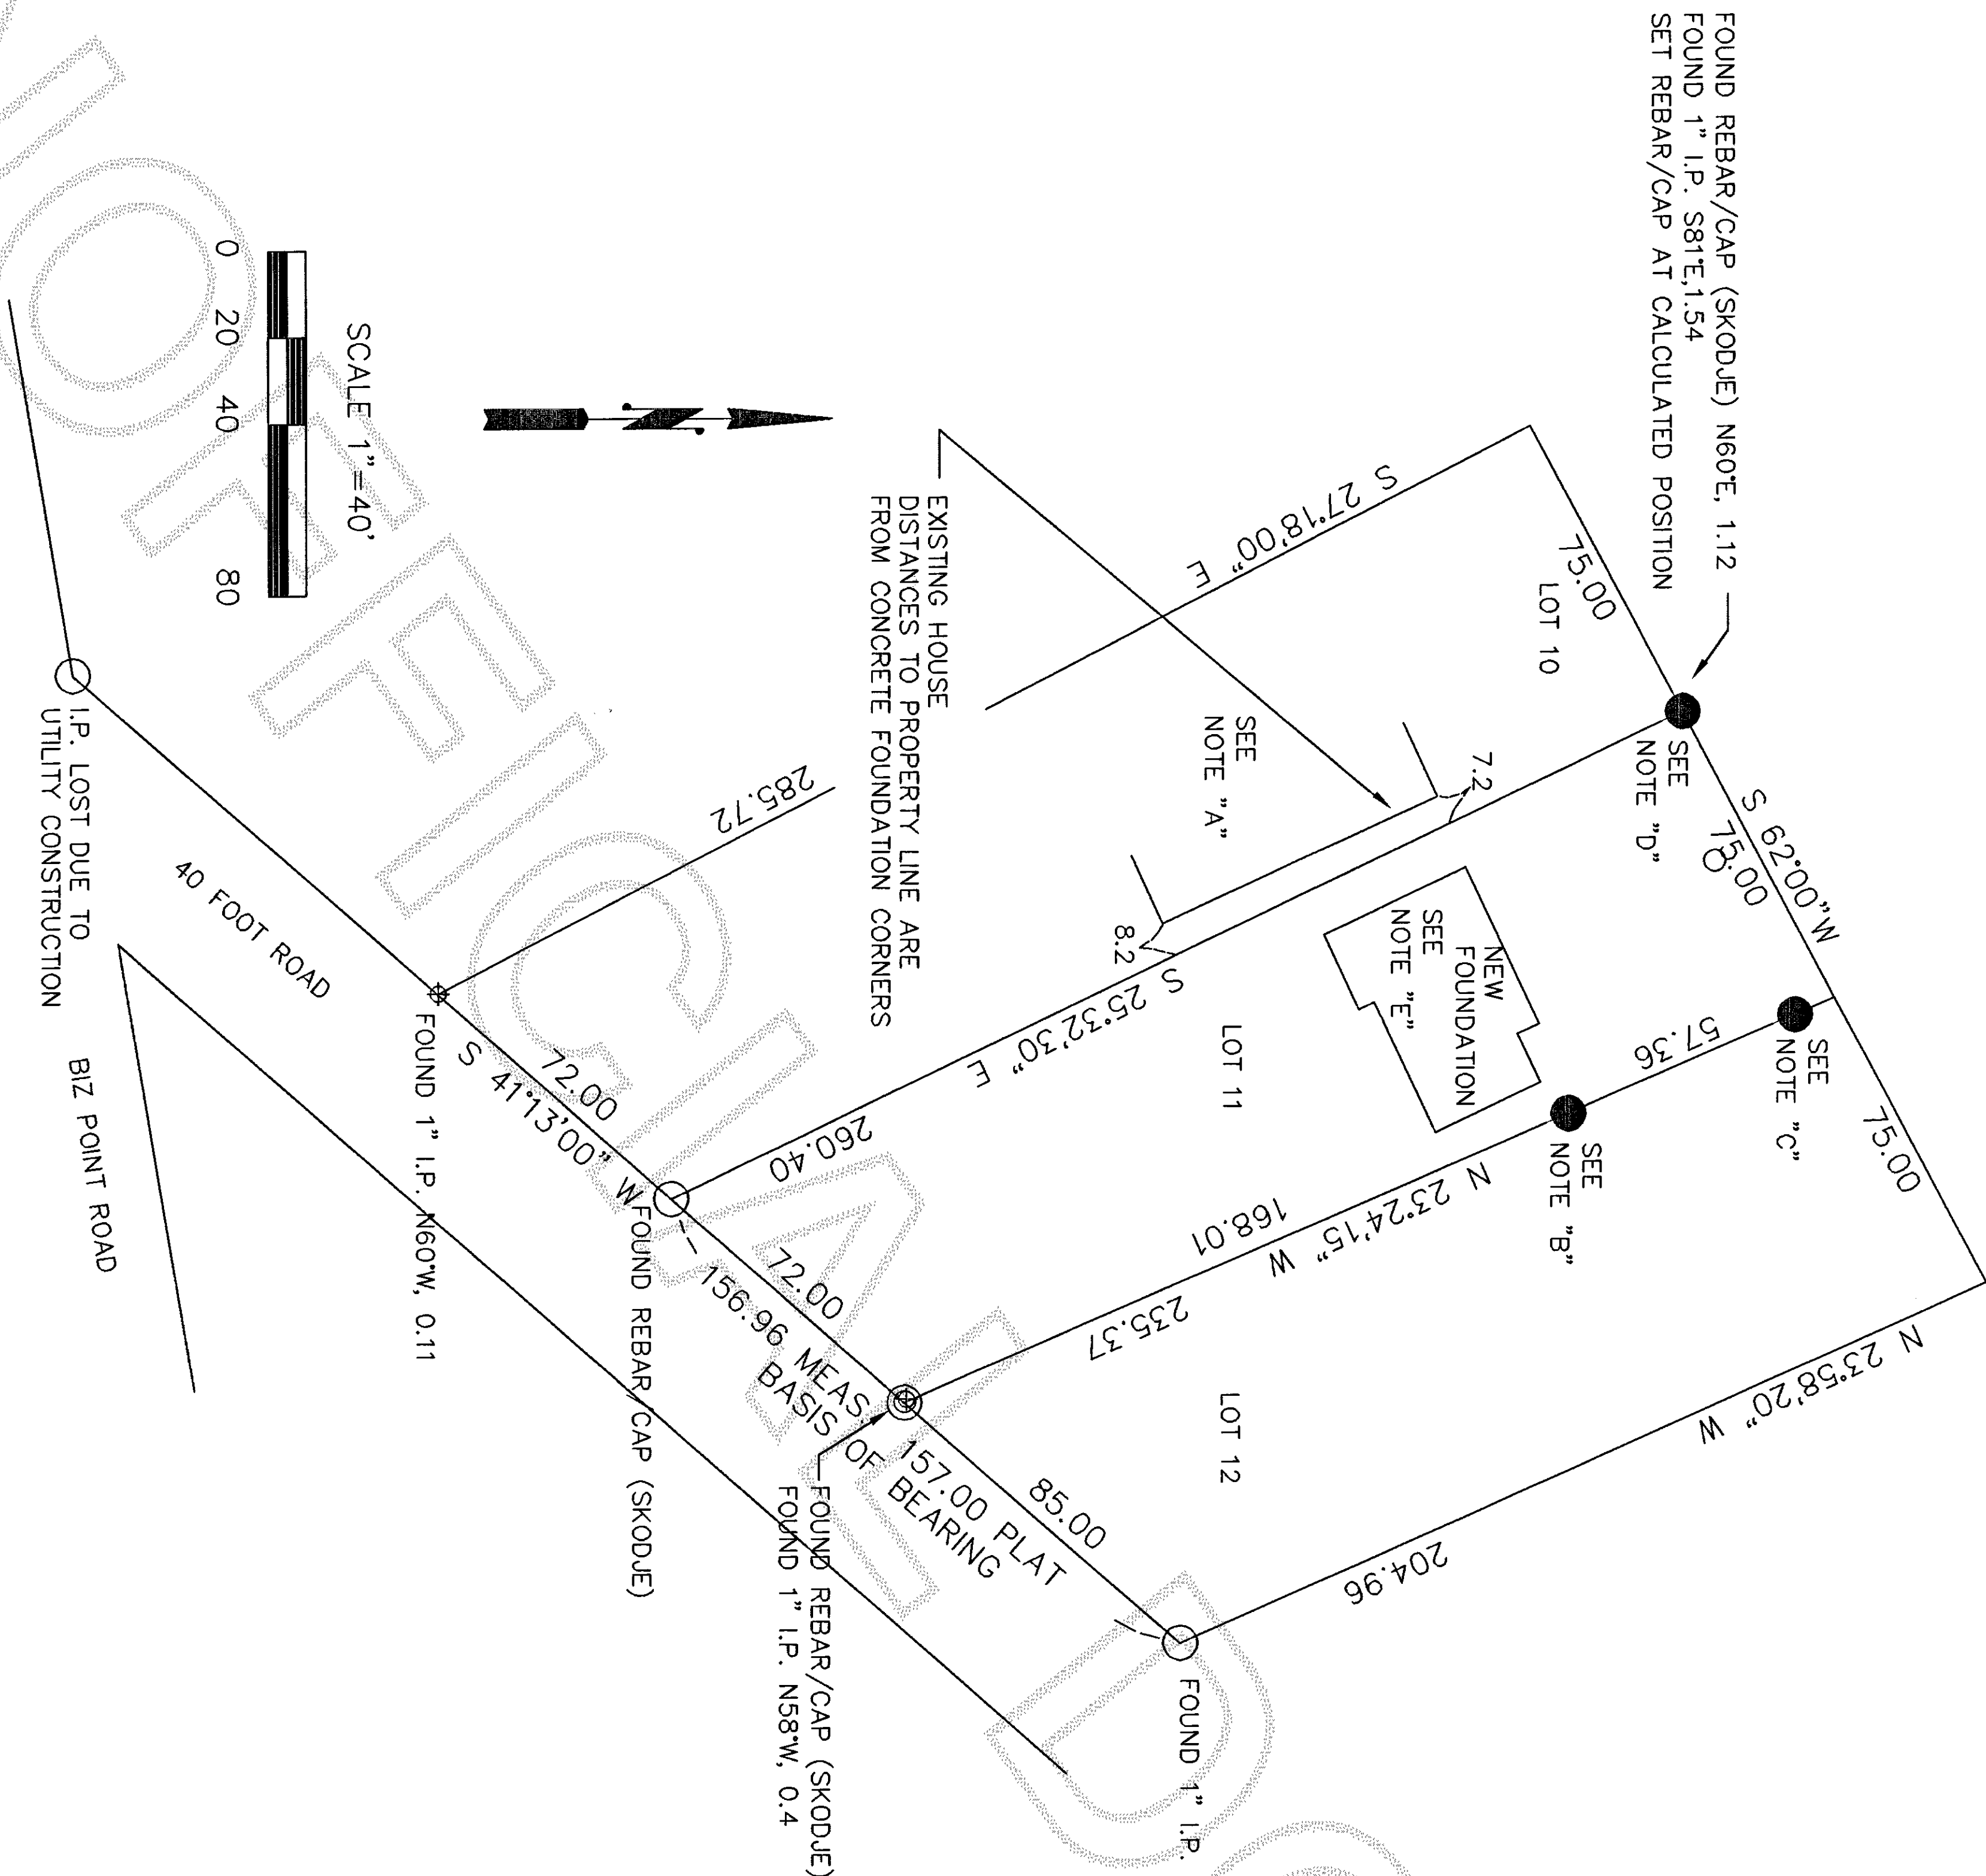 FOUND REBAR/CAP (SKODJE) N60°E, 1.12
FOUND 1" I.P. S81°E,1.54
SET REBAR/CAP AT CALCULATED POSITION
75.00
LOT 10
S 27°18'00" E
SEE
NOTE "D"
S 62°00" W
75.00
SEE
NOTE "C"
75.00
57.36
SEE
NOTE "B"
7.2
SEE
NOTE "A"
8.2
NEW
FOUNDATION
SEE
NOTE "E"
EXISTING HOUSE
DISTANCES TO PROPERTY LINE ARE
FROM CONCRETE FOUNDATION CORNERS
S 25°32'30" E
260.40
LOT 11
N 23°24'15" W
168.01
235.37
LOT 12
N 23°58'20" W
204.96
285.72
SCALE 1"=40'
0 20 40 80
I.P. LOST DUE TO
UTILITY CONSTRUCTION
40 FOOT ROAD
BIZ POINT ROAD
FOUND 1" I.P. N60°W, 0.11
72.00
S 41°13'00" W
FOUND REBAR/CAP (SKODJE)
72.00
156.96 MEAS. 157.00 PLAT
BASIS OF BEARING
85.00
FOUND REBAR/CAP (SKODJE)
FOUND 1" I.P. N58°W, 0.4
FOUND 1" I.P.